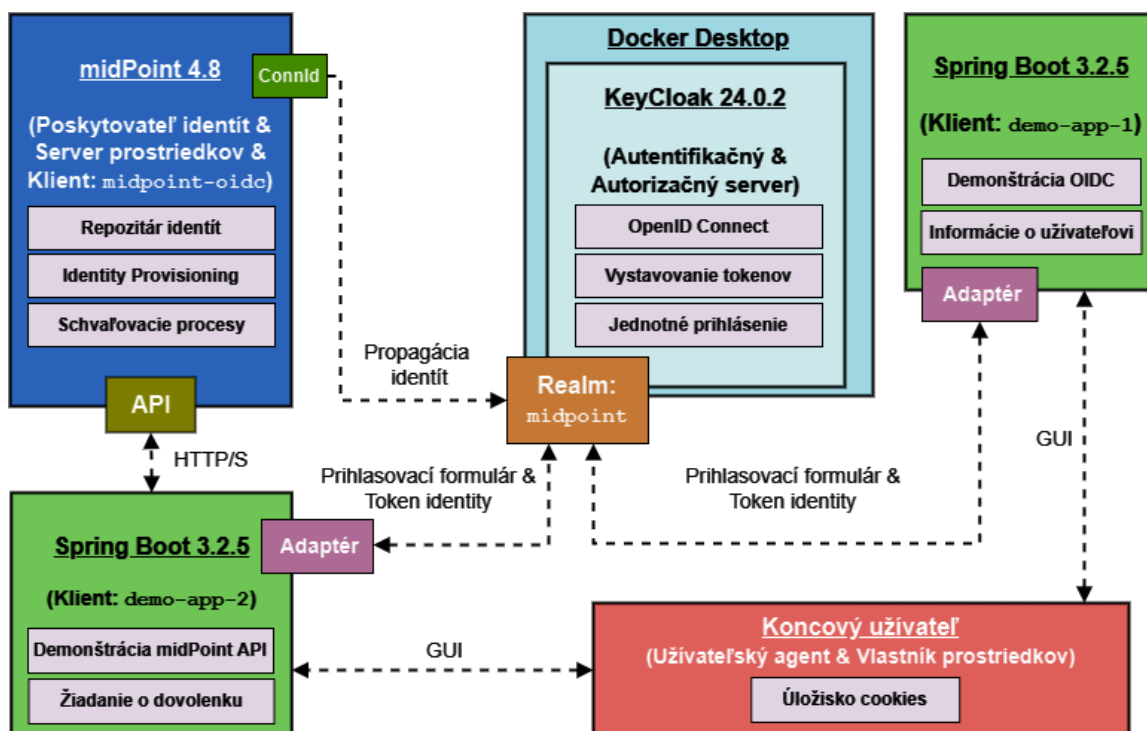 midPoint 4.8
ConnId
(Poskytovateľ identít &
Server prostriedkov &
Klient: midpoint-oidc)
Repozitár identít
Identity Provisioning
Schvaľovacie procesy
API
Docker Desktop
KeyCloak 24.0.2
(Autentifikačný &
Autorizačný server)
OpenID Connect
Vystavovanie tokenov
Jednotné prihlásenie
Realm:
midpoint
Spring Boot 3.2.5
(Klient: demo-app-1)
Demonštrácia OIDC
Informácie o užívateľovi
Adaptér
Propagácia
identít
HTTP/S
Prihlasovací formulár &
Token identity
Prihlasovací formulár &
Token identity
GUI
Spring Boot 3.2.5
Adaptér
(Klient: demo-app-2)
Demonštrácia midPoint API
Žiadanie o dovolenku
GUI
Koncový užívateľ
(Užívateľský agent & Vlastník prostriedkov)
Úložisko cookies